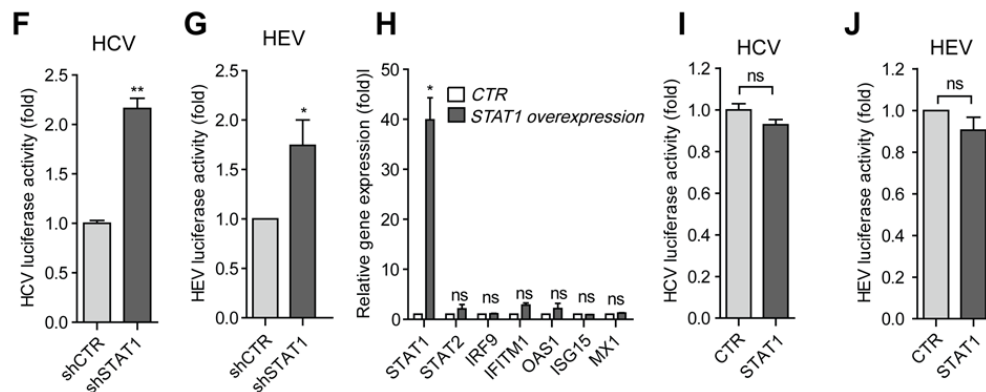 F
HCV
HCV luciferase activity (fold)
2.5
2.0
1.5
1.0
0.5
0.0
**
shCTR
shSTAT1
G
HEV
HEV luciferase activity (fold)
2.5
2.0
1.5
1.0
0.5
0.0
*
shCTR
shSTAT1
H
Relative gene expression (fold)|
50
40
30
20
10
0
CTR
STAT1 overexpression
*
ns
ns
ns
ns
ns
ns
STAT1
STAT2
IRF9
IFITM1
OAS1
ISG15
MX1
I
HCV
HCV luciferase activity (fold)
1.2
1.0
0.8
0.6
0.4
0.2
0.0
ns
CTR
STAT1
J
HEV
HEV luciferase activity (fold)
1.2
1.0
0.8
0.6
0.4
0.2
0.0
ns
CTR
STAT1